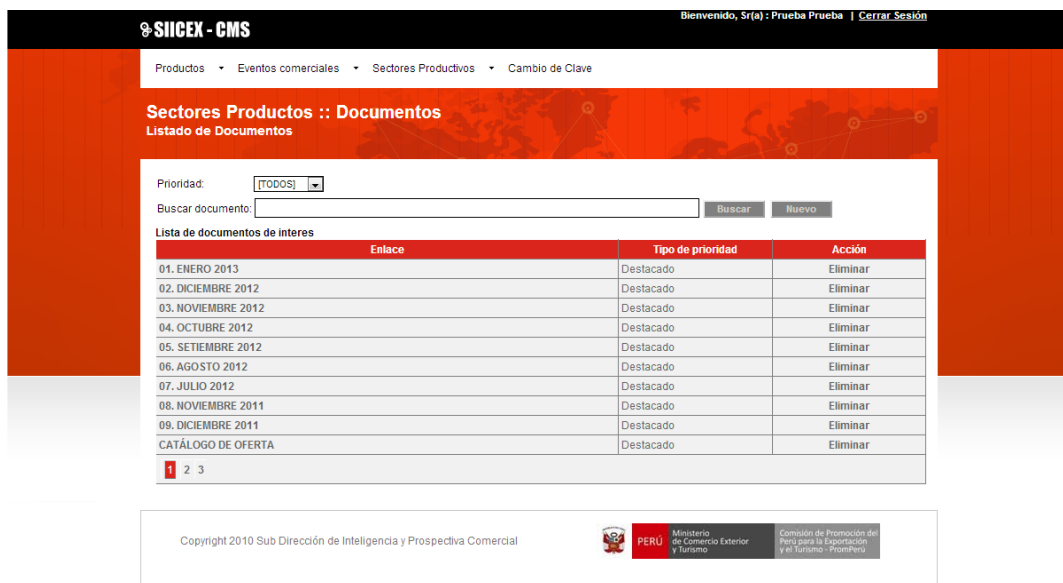 SIICEX - CMS
Bienvenido, Sr(a) : Prueba Prueba | Cerrar Sesión
Productos Eventos comerciales Sectores Productivos Cambio de Clave
Sectores Productos :: Documentos
Listado de Documentos
Prioridad: [TODOS]
Buscar documento: Buscar Nuevo
Lista de documentos de interes
Enlace Tipo de prioridad Acción
01. ENERO 2013 Destacado Eliminar
02. DICIEMBRE 2012 Destacado Eliminar
03. NOVIEMBRE 2012 Destacado Eliminar
04. OCTUBRE 2012 Destacado Eliminar
05. SETIEMBRE 2012 Destacado Eliminar
06. AGOSTO 2012 Destacado Eliminar
07. JULIO 2012 Destacado Eliminar
08. NOVIEMBRE 2011 Destacado Eliminar
09. DICIEMBRE 2011 Destacado Eliminar
CATÁLOGO DE OFERTA Destacado Eliminar
1 2 3
Copyright 2010 Sub Dirección de Inteligencia y Prospectiva Comercial
PERÚ
Ministerio
de Comercio Exterior
y Turismo
Comisión de Promoción del
Perú para la Exportación
y el Turismo - PromPerú